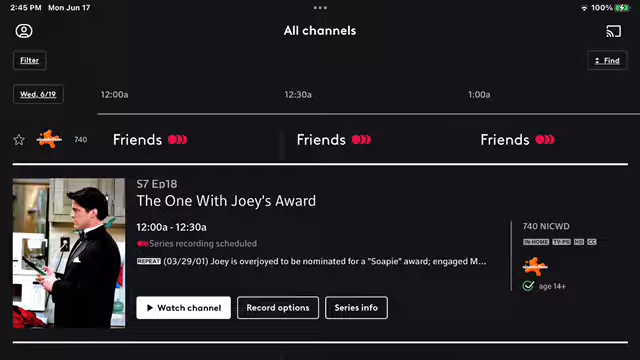 2:45 PM Mon Jun 17
100%
All channels
Filter
Find
Wed, 6/19
12:00a 12:30a 1:00a
740 Friends Friends Friends
S7 Ep18
The One With Joey's Award
12:00a - 12:30a
Series recording scheduled
REPEAT (03/29/01) Joey is overjoyed to be nominated for a "Soapie" award; engaged M...
740 NICWD
IN-HOME TV-PG HD CC
age 14+
Watch channel
Record options
Series info